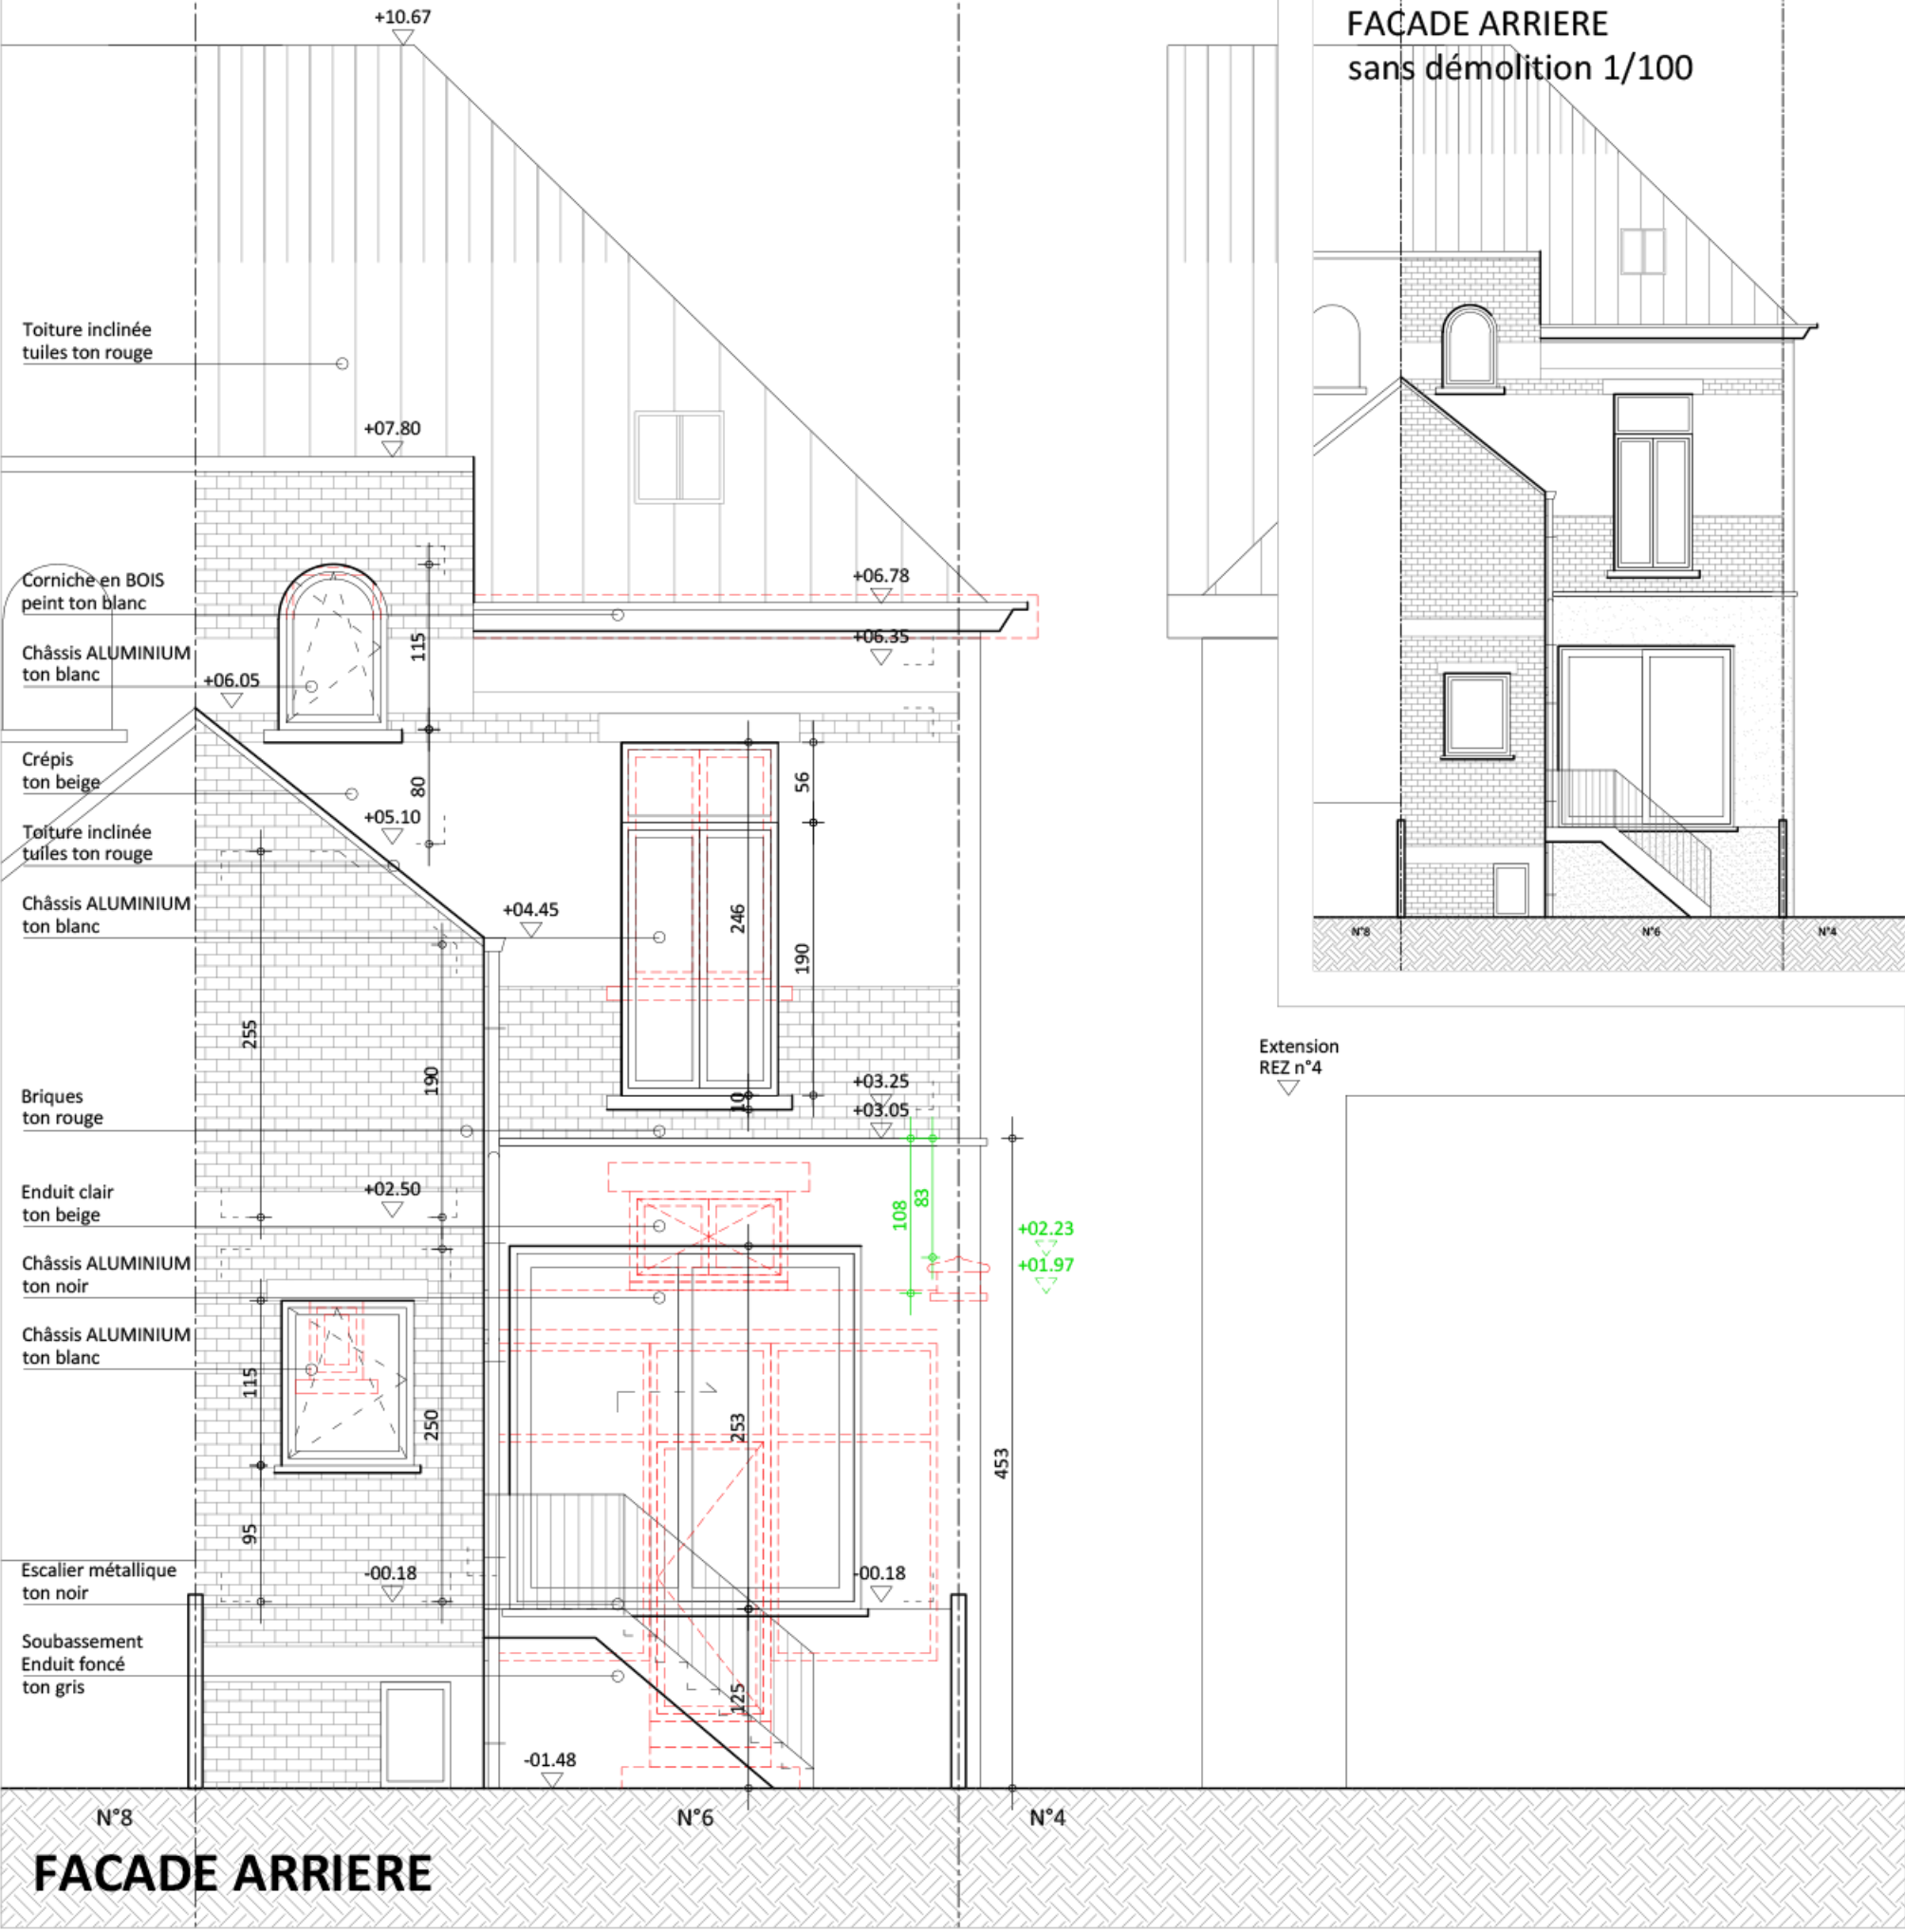 +10.67
FACADE ARRIERE
sans démolition 1/100
Toiture inclinée
tuiles ton rouge
+07.80
Corniche en BOIS
peint ton blanc
+06.78
+06.35
115
Châssis ALUMINIUM
ton blanc
+06.05
Crépis
ton beige
80
56
+05.10
Toiture inclinée
tuiles ton rouge
Châssis ALUMINIUM
ton blanc
+04.45
246
190
N°8
N°6
N°4
255
190
Extension
REZ n°4
Briques
ton rouge
10
+03.25
+03.05
Enduit clair
ton beige
+02.50
108
83
+02.23
+01.97
Châssis ALUMINIUM
ton noir
Châssis ALUMINIUM
ton blanc
115
250
253
453
95
Escalier métallique
ton noir
-00.18
-00.18
Soubassement
Enduit foncé
ton gris
125
-01.48
N°8
N°6
N°4
FACADE ARRIERE